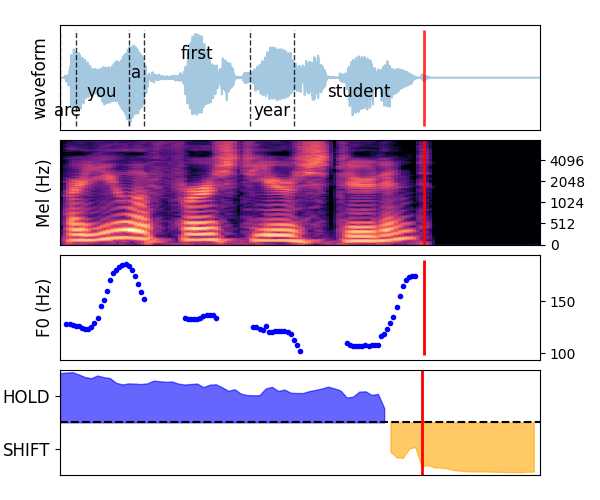 waveform
are
you
a
first
year
student
Mel (Hz)
4096
2048
1024
512
0
F0 (Hz)
150
100
HOLD
SHIFT